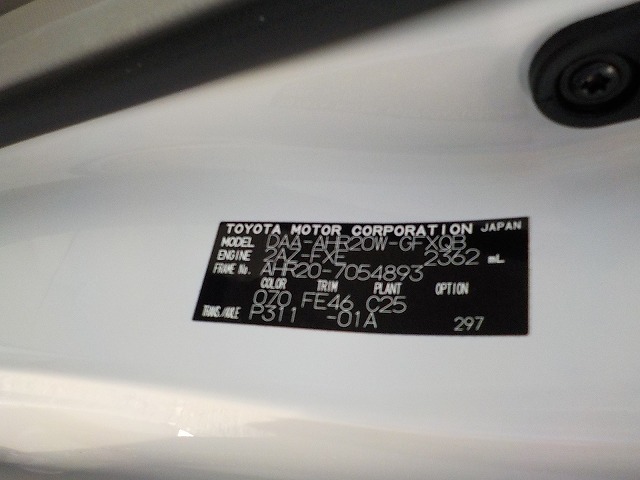 TOYOTA MOTOR CORPORATION JAPAN
MODEL DAA-AHR20W-GFXQB
ENGINE 2AZ-FXE 2362 mL
FRAME No. AHR20-7054893
COLOR TRIM PLANT OPTION
070 FE46 C25
TRANS./AXLE P311 -01A 297